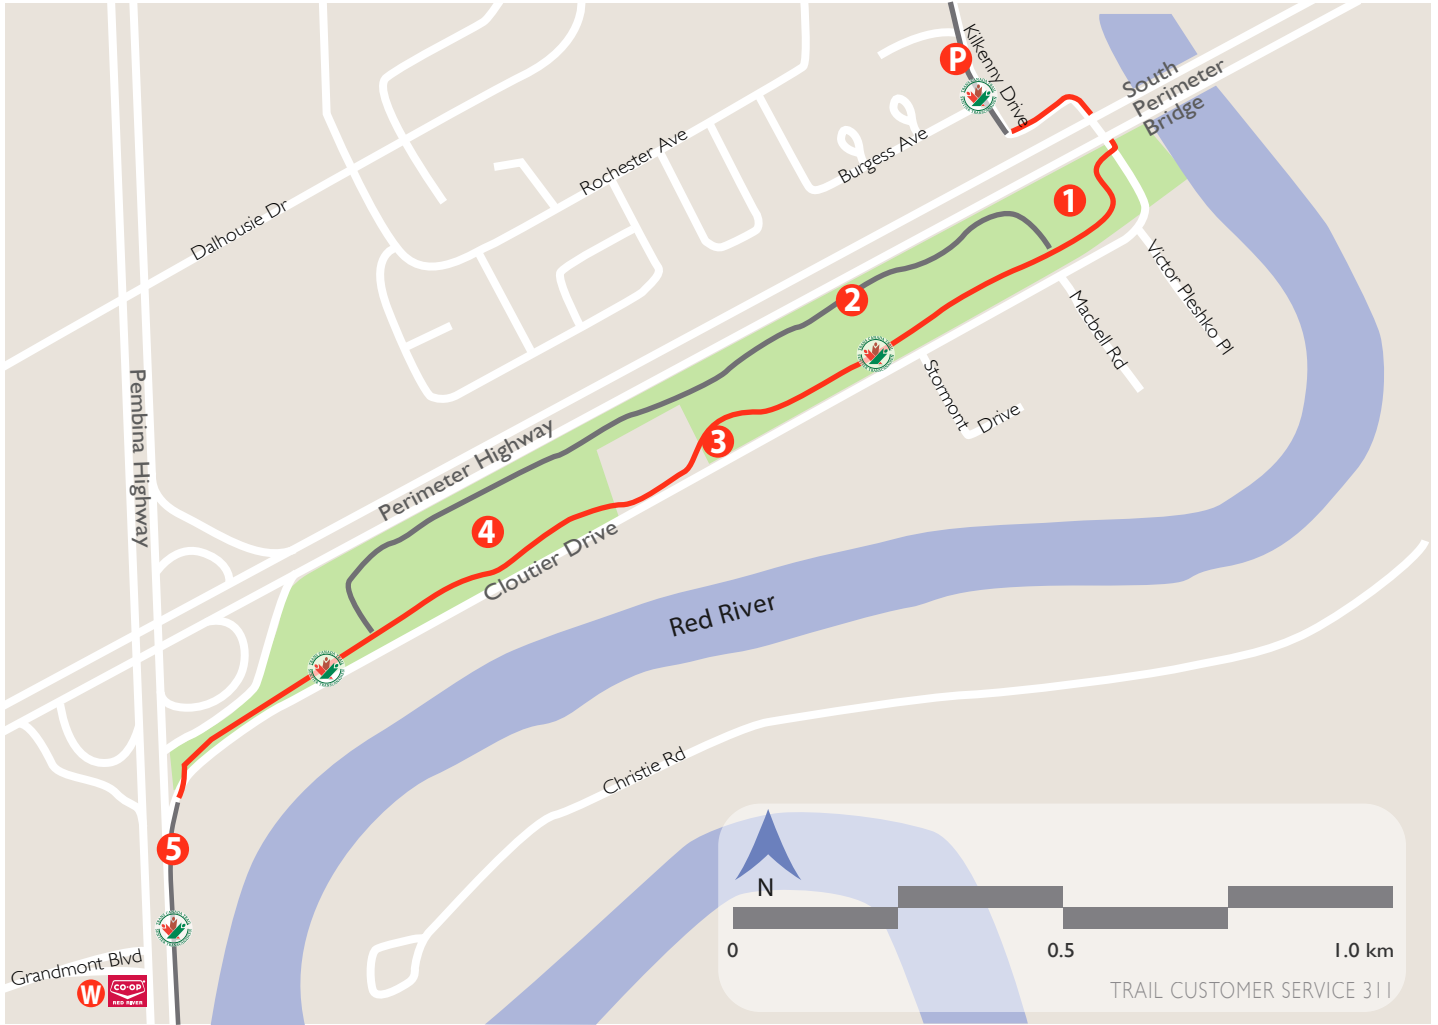 P
Kilkenny Drive
South
Perimeter
Bridge
Rochester Ave
Burgess Ave
Dalhousie Dr
1
Victor Pleshko Pl
2
Macbell Rd
Stormont Drive
Pembina Highway
Perimeter Highway
3
4
Cloutier Drive
Red River
Christie Rd
5
Grandmont Blvd
W
CO-OP
RED RIVER
N
0
0.5
1.0 km
TRAIL CUSTOMER SERVICE 311